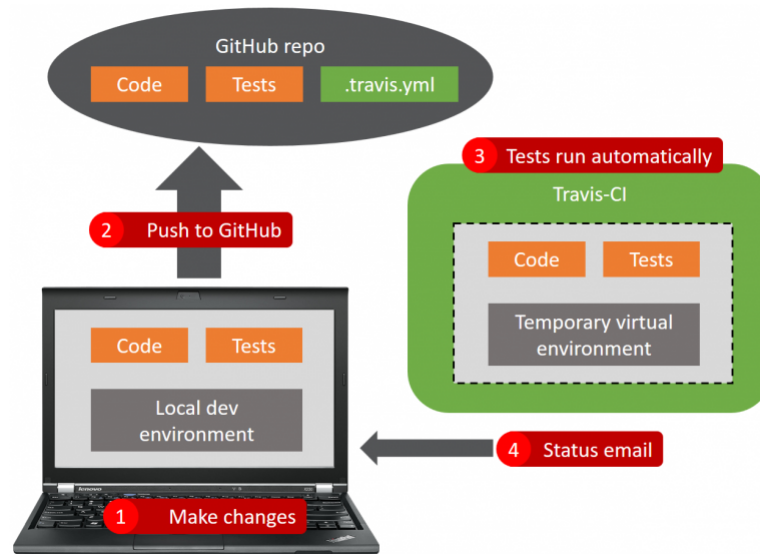 GitHub repo
Code
Tests
.travis.yml
3
Tests run automatically
Travis-CI
2
Push to GitHub
Code
Tests
Temporary virtual
environment
Code
Tests
Local dev
environment
4
Status email
lenovo
1
Make changes